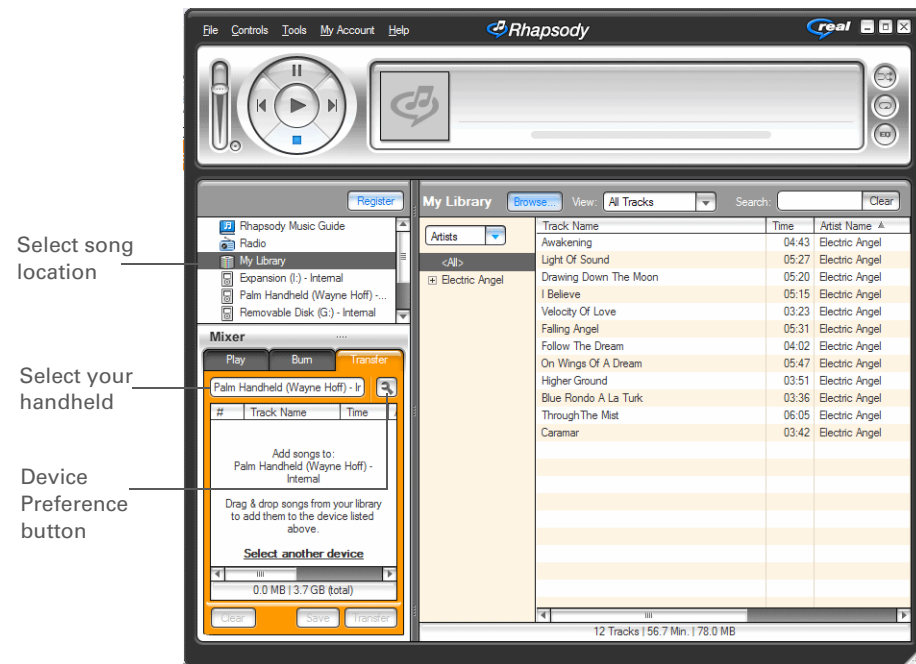 File Controls Tools My Account Help
Rhapsody
real
EQ
Select song
location
Select your
handheld
Device
Preference
button
Register
Rhapsody Music Guide
Radio
My Library
Expansion (I:) - Internal
Palm Handheld (Wayne Hoff) -...
Removable Disk (G:) - Internal
Mixer
Play Burn Transfer
Palm Handheld (Wayne Hoff) - Ir
# Track Name Time
Add songs to:
Palm Handheld (Wayne Hoff) -
Internal
Drag & drop songs from your library
to add them to the device listed
above.
Select another device
0.0 MB | 3.7 GB (total)
Clear Save Transfer
My Library Browse... View: All Tracks Search: Clear
Artists
<All>
Electric Angel
Track Name Time Artist Name
Awakening 04:43 Electric Angel
Light Of Sound 05:27 Electric Angel
Drawing Down The Moon 05:20 Electric Angel
I Believe 05:15 Electric Angel
Velocity Of Love 03:23 Electric Angel
Falling Angel 05:31 Electric Angel
Follow The Dream 04:02 Electric Angel
On Wings Of A Dream 05:47 Electric Angel
Higher Ground 03:51 Electric Angel
Blue Rondo A La Turk 03:36 Electric Angel
Through The Mist 06:05 Electric Angel
Caramar 03:42 Electric Angel
12 Tracks | 56.7 Min. | 78.0 MB